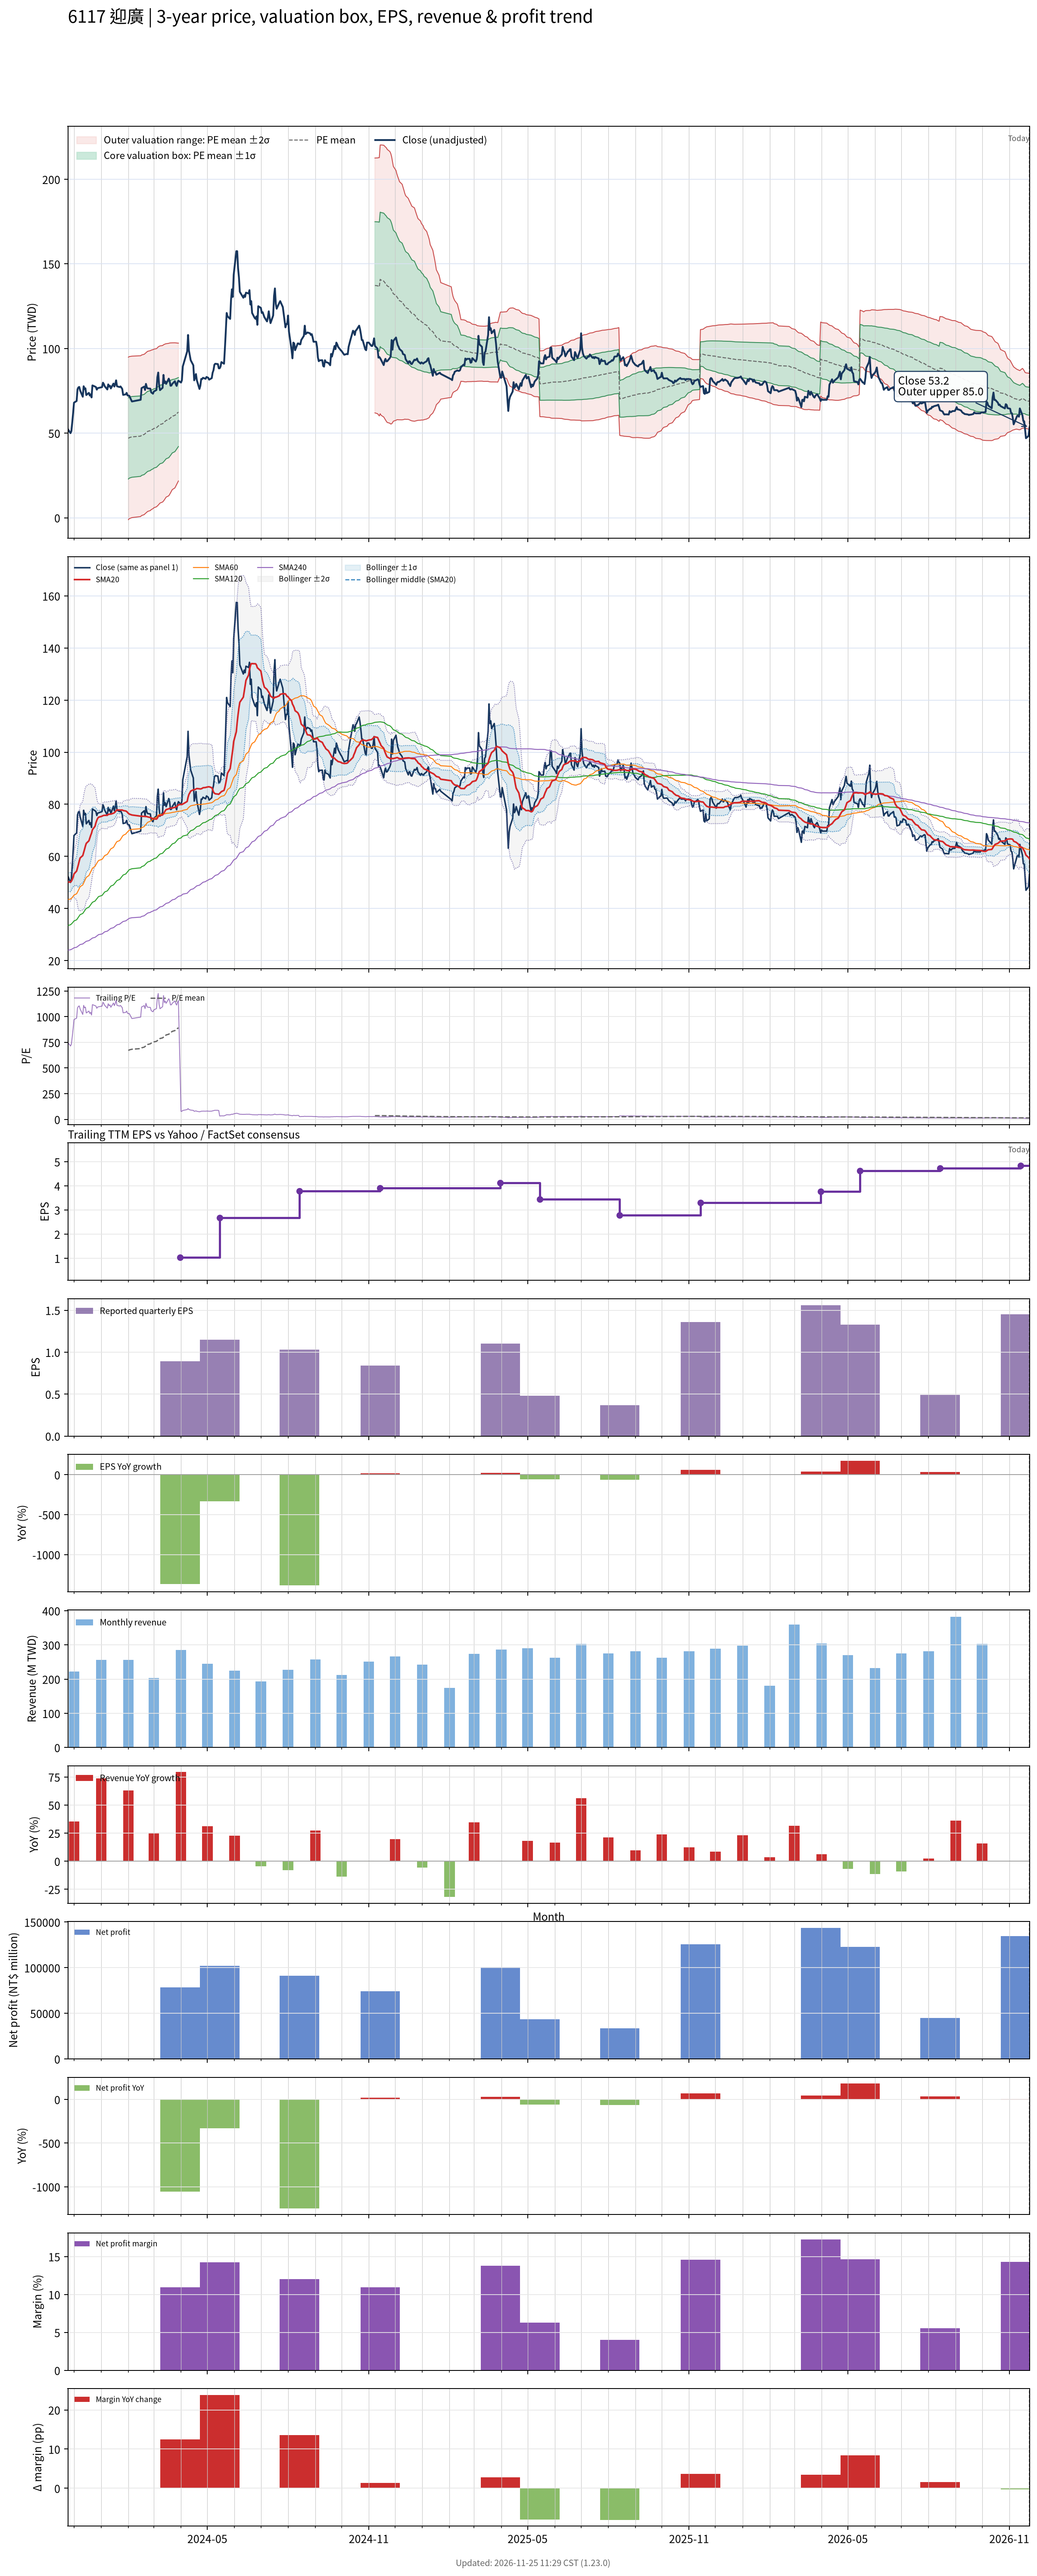 6117 迎廣 | 3-year price, valuation box, EPS, revenue & profit trend
Outer valuation range: PE mean ±2σ
Core valuation box: PE mean ±1σ
PE mean
Close (unadjusted)
Today
Price (TWD)
200
150
100
50
0
Close 53.2
Outer upper 85.0
Close (same as panel 1)
SMA20
SMA60
SMA120
SMA240
Bollinger ±2σ
Bollinger ±1σ
Bollinger middle (SMA20)
Price
160
140
120
100
80
60
40
20
Trailing P/E
P/E mean
P/E
1250
1000
750
500
250
0
Trailing TTM EPS vs Yahoo / FactSet consensus
Today
EPS
5
4
3
2
1
Reported quarterly EPS
EPS
1.5
1.0
0.5
0.0
EPS YoY growth
YoY (%)
0
-500
-1000
Monthly revenue
Revenue (M TWD)
400
300
200
100
0
Revenue YoY growth
YoY (%)
75
50
25
0
-25
Month
Net profit
Net profit (NT$ million)
150000
100000
50000
0
Net profit YoY
YoY (%)
0
-500
-1000
Net profit margin
Margin (%)
15
10
5
0
Margin YoY change
Δ margin (pp)
20
10
0
2024-05
2024-11
2025-05
2025-11
2026-05
2026-11
Updated: 2026-11-25 11:29 CST (1.23.0)